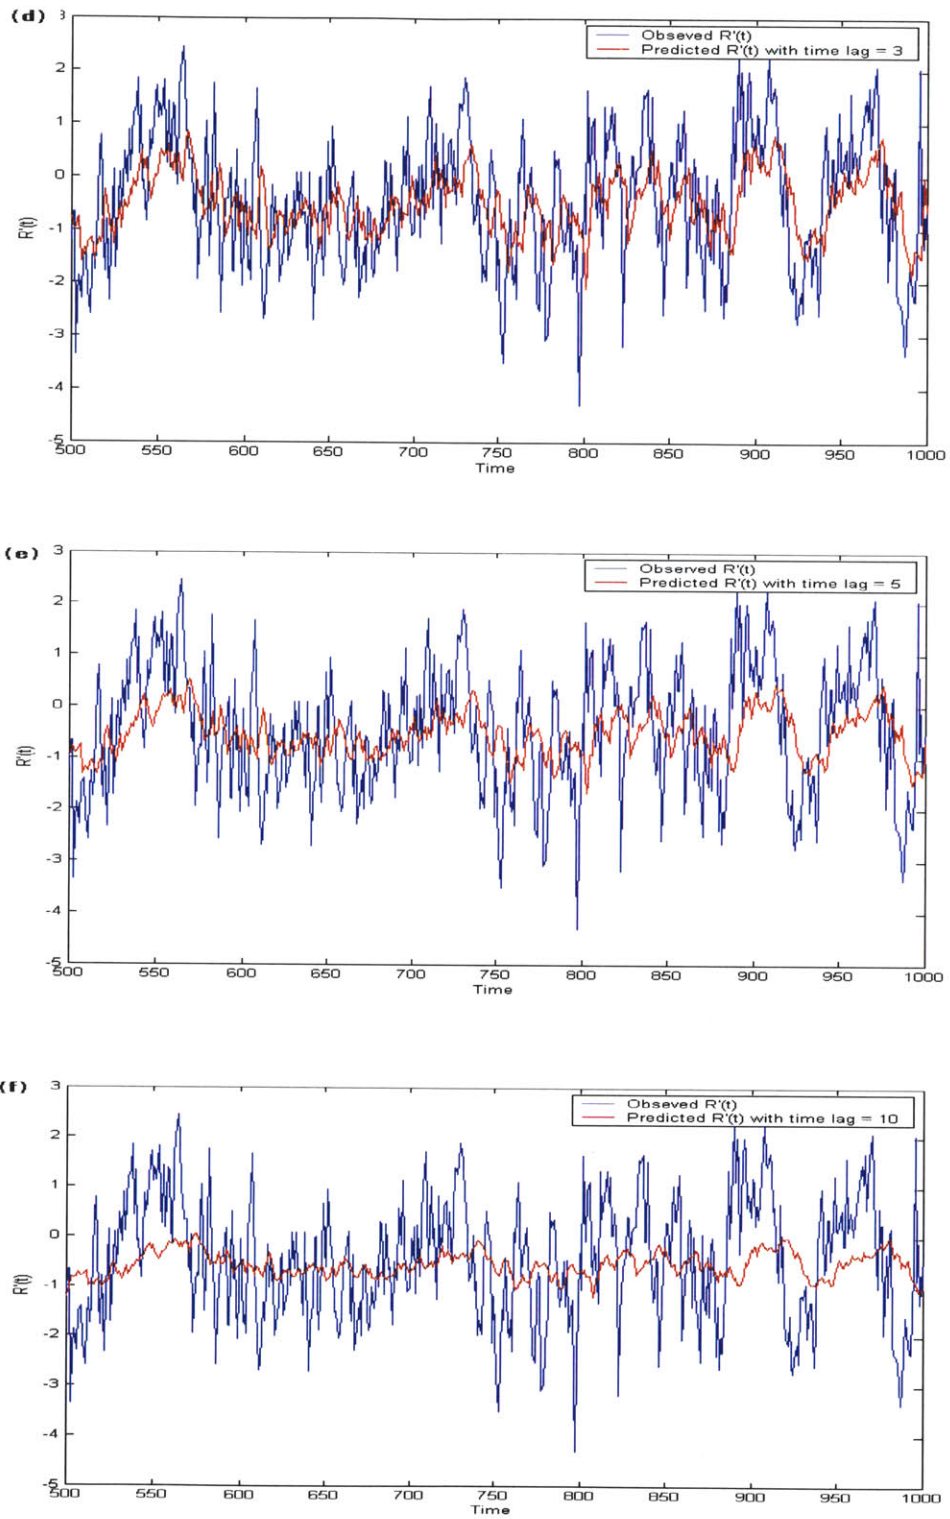 (d)
3
Obseved R'(t)
Predicted R'(t) with time lag = 3
2
1
0
R'(t)
-1
-2
-3
-4
-5
500 550 600 650 700 750 800 850 900 950 1000
Time
(e)
3
Observed R'(t)
Predicted R'(t) with time lag = 5
2
1
0
R'(t)
-1
-2
-3
-4
-5
500 550 600 650 700 750 800 850 900 950 1000
Time
(f)
3
Obseved R'(t)
Predicted R'(t) with time lag = 10
2
1
0
R'(t)
-1
-2
-3
-4
-5
500 550 600 650 700 750 800 850 900 950 1000
Time